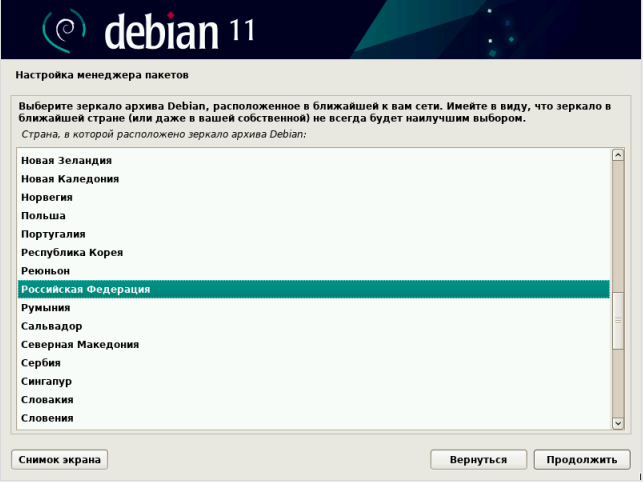 debian 11
Настройка менеджера пакетов
Выберите зеркало архива Debian, расположенное в ближайшей к вам сети. Имейте в виду, что зеркало в
ближайшей стране (или даже в вашей собственной) не всегда будет наилучшим выбором.
Страна, в которой расположено зеркало архива Debian:
Новая Зеландия
Новая Каледония
Норвегия
Польша
Португалия
Республика Корея
Реюньон
Российская Федерация
Румыния
Сальвадор
Северная Македония
Сербия
Сингапур
Словакия
Словения
Снимок экрана
Вернуться
Продолжить